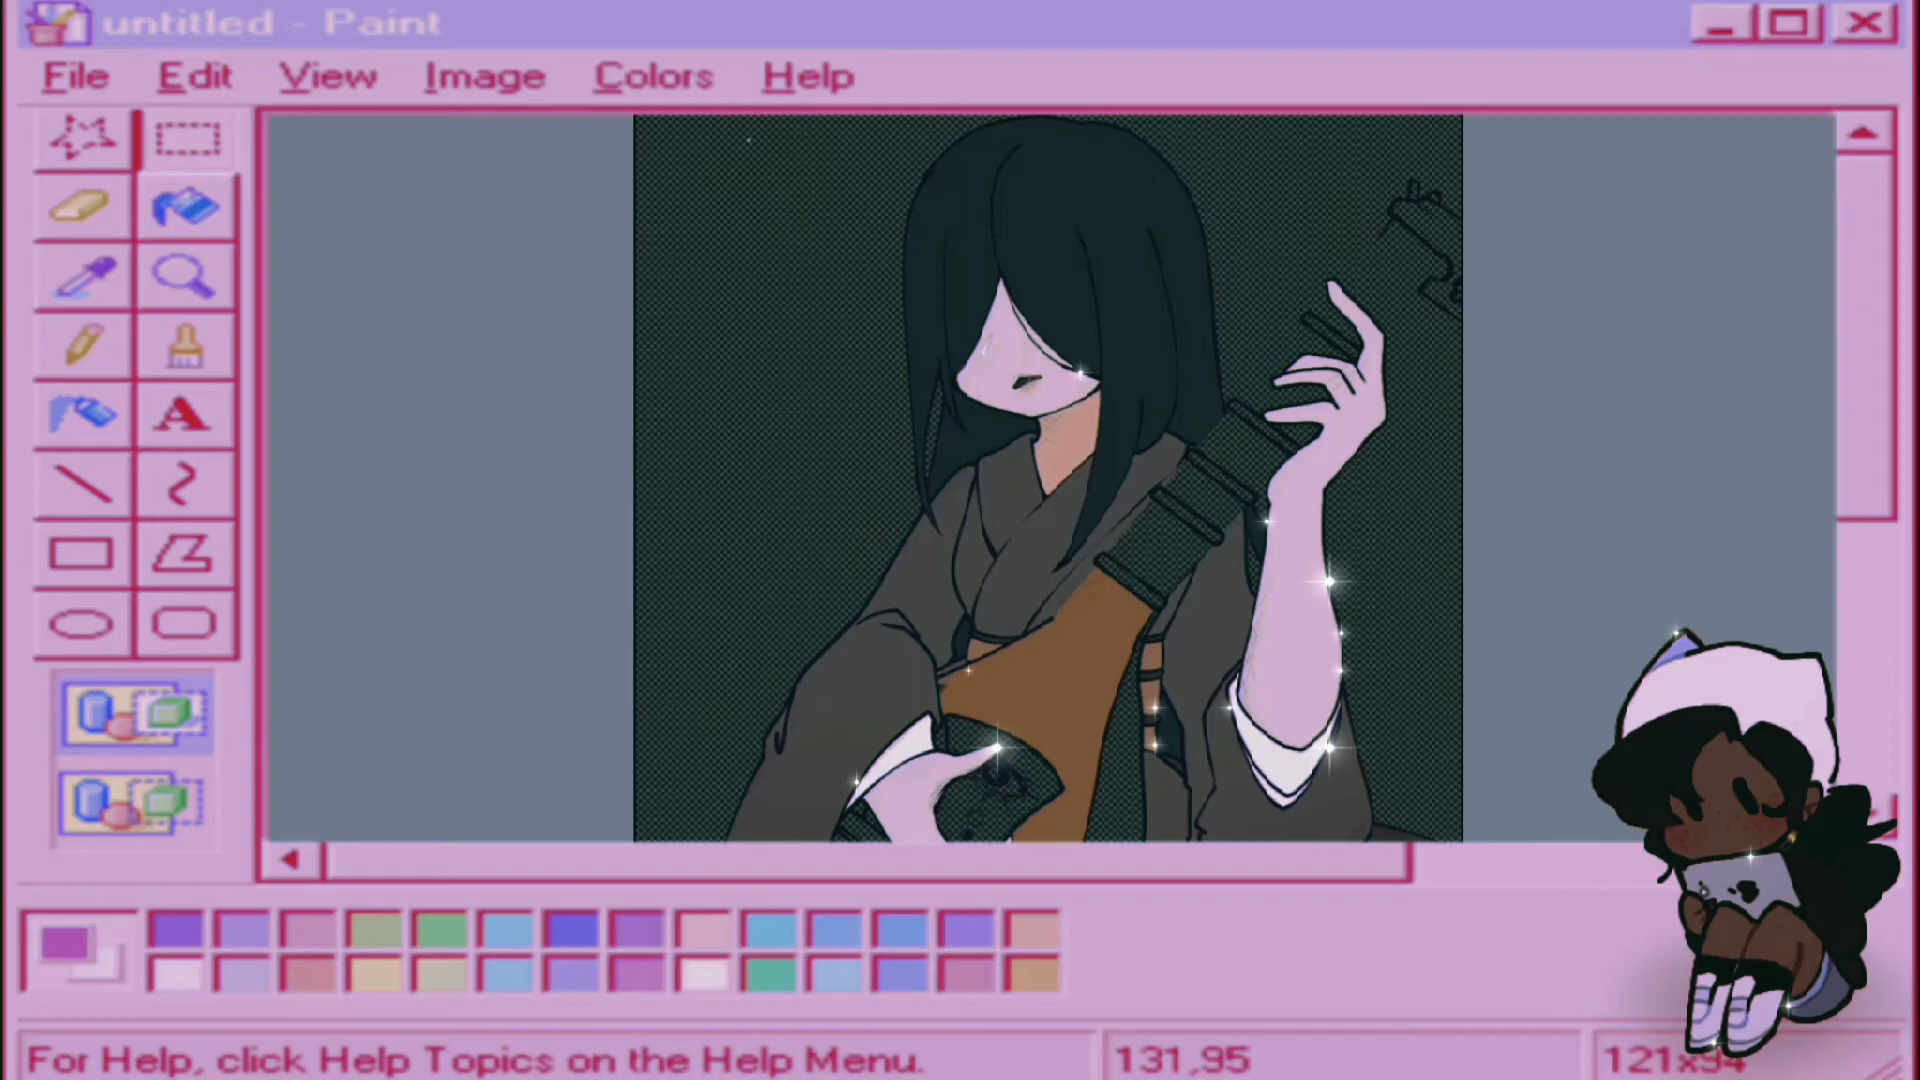 untitled - Paint
File Edit View Image Colors Help
A
For Help, click Help Topics on the Help Menu. 131,95 121x94